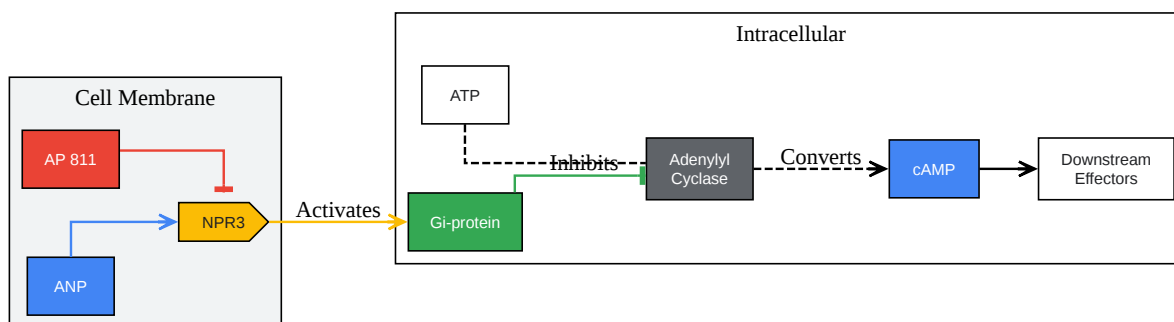 Intracellular
Cell Membrane
ATP
AP 811
Inhibits
Adenylyl
Cyclase
Converts
cAMP
Downstream
Effectors
NPR3
Activates
Gi-protein
ANP